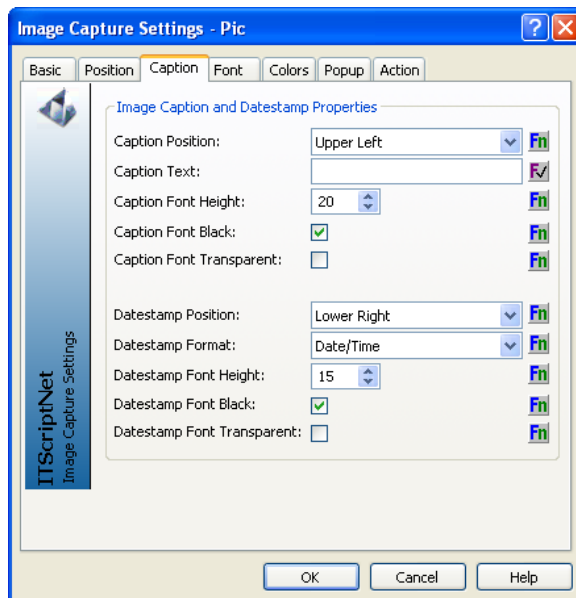 Image Capture Settings - Pic
?
Basic Position Caption Font Colors Popup Action
Image Caption and Datestamp Properties
Caption Position: Upper Left Fn
Caption Text: F
Caption Font Height: 20 Fn
Caption Font Black: Fn
Caption Font Transparent: Fn
Datestamp Position: Lower Right Fn
Datestamp Format: Date/Time Fn
Datestamp Font Height: 15 Fn
Datestamp Font Black: Fn
Datestamp Font Transparent: Fn
ITScriptNet
Image Capture Settings
OK Cancel Help